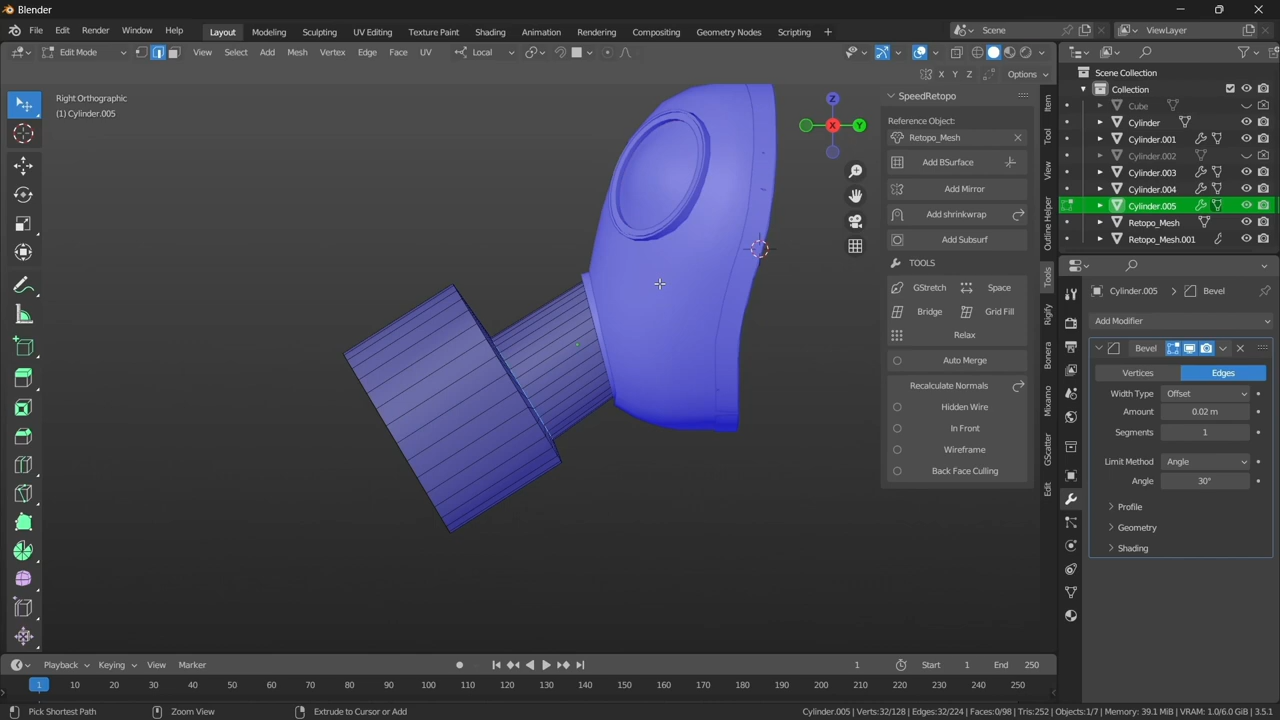 Blender
File Edit Render Window Help Layout Modeling Sculpting UV Editing Texture Paint Shading Animation Rendering Compositing Geometry Nodes Scripting + Scene ViewLayer
Edit Mode View Select Add Mesh Vertex Edge Face UV Local
X Y Z Options
Right Orthographic
(1) Cylinder.005
Z
X
Y
SpeedRetopo
Reference Object:
Retopo_Mesh
Add BSurface
Add Mirror
Add shrinkwrap
Add Subsurf
TOOLS
GStretch Space
Bridge Grid Fill
Relax
Auto Merge
Recalculate Normals
Hidden Wire
In Front
Wireframe
Back Face Culling
Item
Tool
View
Outline Helper
Tools
Rigify
Bonera
Mixamo
GScatter
Edit
Scene Collection
Collection
Cube
Cylinder
Cylinder.001
Cylinder.002
Cylinder.003
Cylinder.004
Cylinder.005
Retopo_Mesh
Retopo_Mesh.001
Cylinder.005 Bevel
Add Modifier
Bevel
Vertices Edges
Width Type Offset
Amount 0.02 m
Segments 1
Limit Method Angle
Angle 30°
Profile
Geometry
Shading
Playback Keying View Marker 1 Start 1 End 250
1 10 20 30 40 50 60 70 80 90 100 110 120 130 140 150 160 170 180 190 200 210 220 230 240 250
Pick Shortest Path Zoom View Extrude to Cursor or Add Cylinder.005 | Verts:32/128 | Edges:32/224 | Faces:0/98 | Tris:252 | Objects:1/7 | Memory: 39.1 MiB | VRAM: 1.0/6.0 GiB | 3.5.1